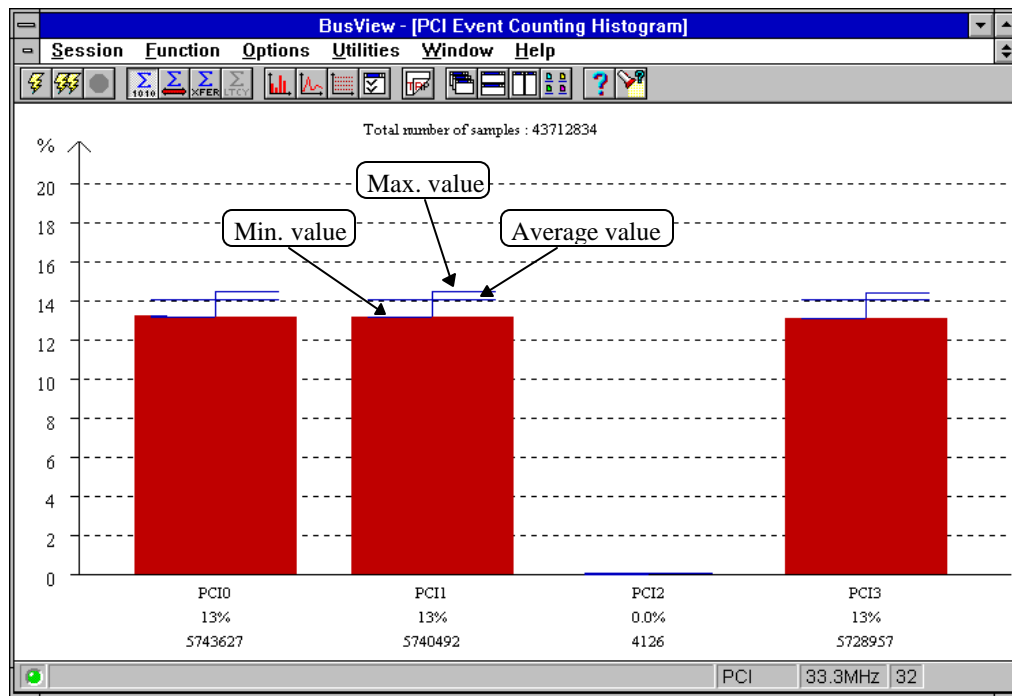 BusView - [PCI Event Counting Histogram]
Session Function Options Utilities Window Help
1010 XFER LTCY TRP
Total number of samples : 43712834
%
20
18
16
14
12
10
8
6
4
2
0
Max. value
Min. value
Average value
PCI0 PCI1 PCI2 PCI3
13% 13% 0.0% 13%
5743627 5740492 4126 5728957
PCI 33.3MHz 32